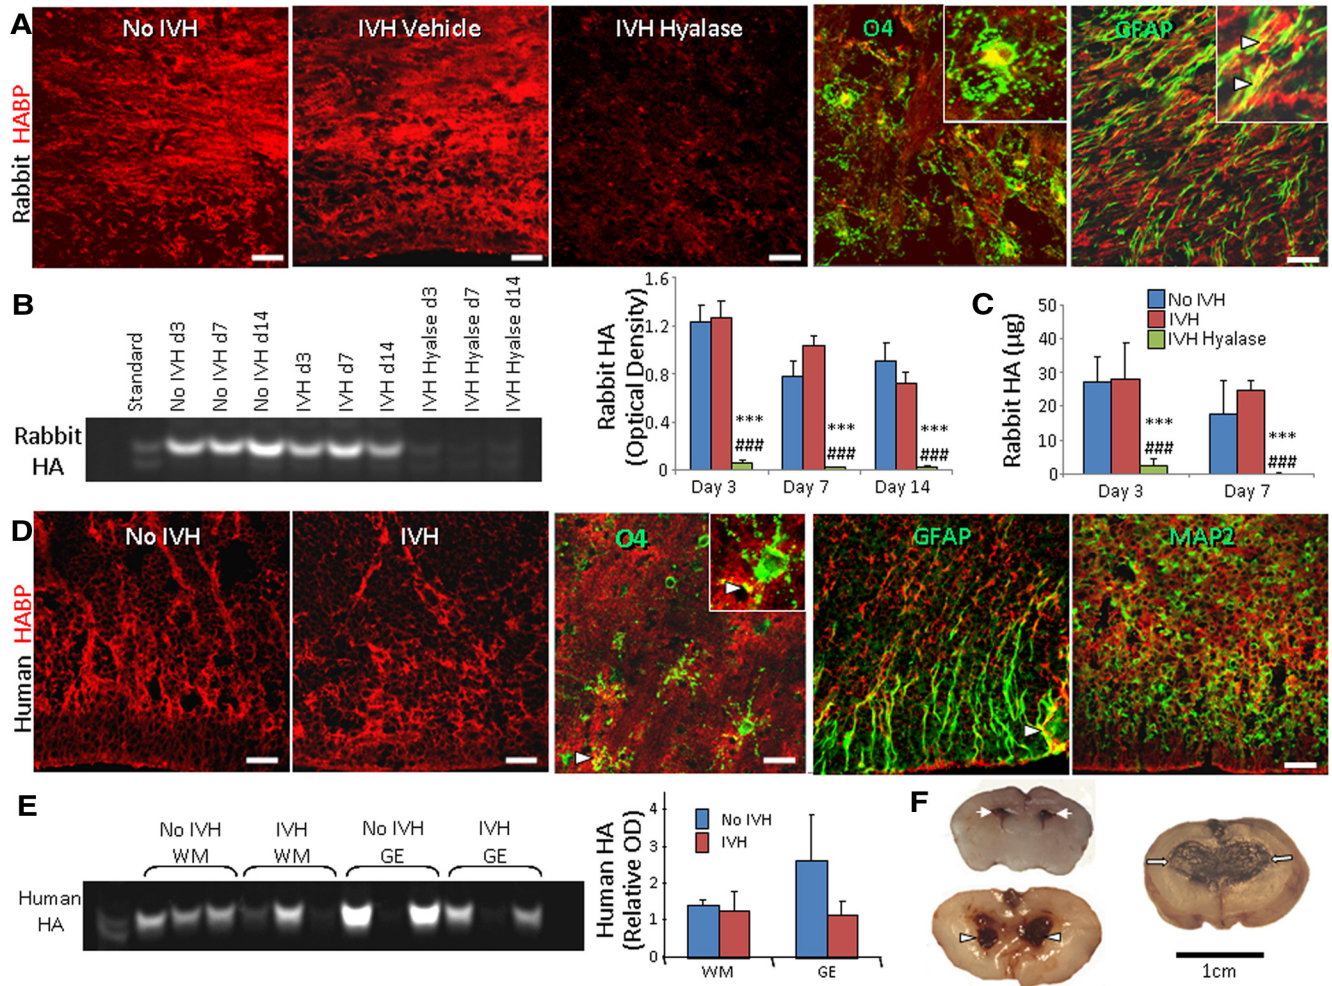 A
Rabbit HABP
No IVH
IVH Vehicle
IVH Hyalase
O4
GFAP
B
Standard
No IVH d3
No IVH d7
No IVH d14
IVH d3
IVH d7
IVH d14
IVH Hyalse d3
IVH Hyalse d7
IVH Hyalse d14
Rabbit
HA
Rabbit HA
(Optical Density)
1.6
1.2
0.8
0.4
0
***
###
***
###
***
###
Day 3
Day 7
Day 14
C
Rabbit HA (µg)
50
40
30
20
10
0
No IVH
IVH
IVH Hyalase
***
###
***
###
Day 3
Day 7
D
Human HABP
No IVH
IVH
O4
GFAP
MAP2
E
No IVH
WM
IVH
WM
No IVH
GE
IVH
GE
Human
HA
Human HA
(Relative OD)
4
3
2
1
0
No IVH
IVH
WM
GE
F
1cm